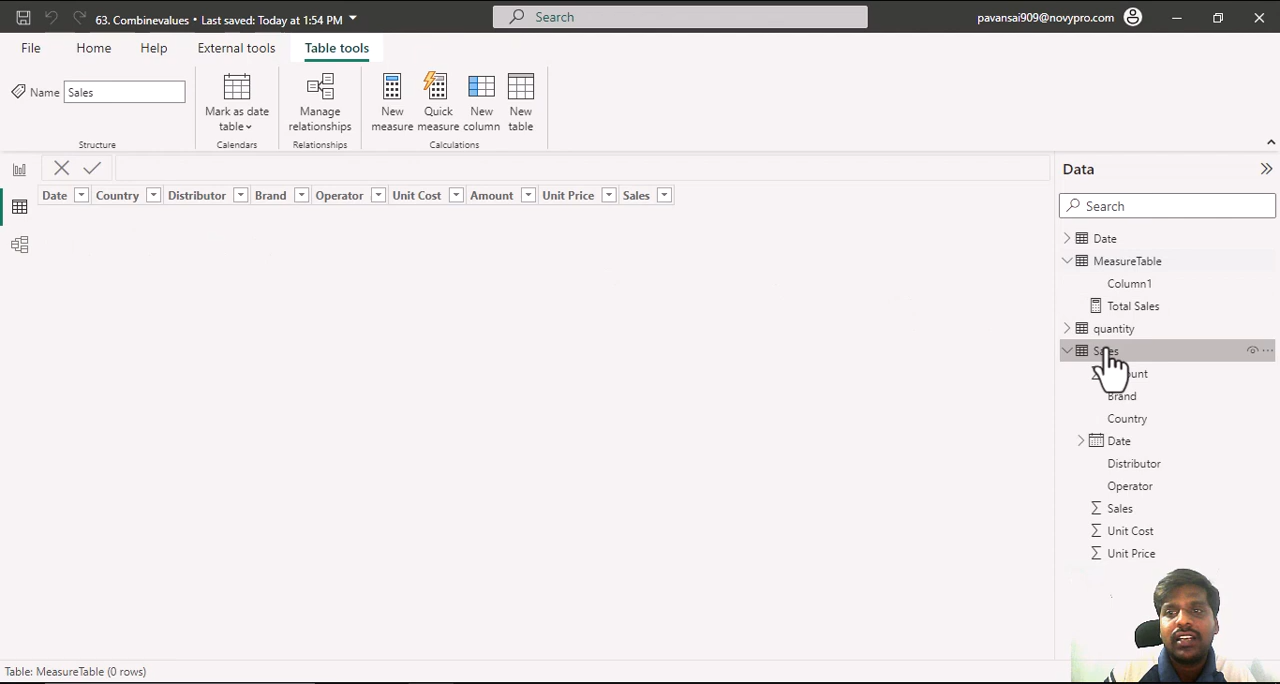 63. Combinevalues • Last saved: Today at 1:54 PM
Search
pavansai909@novypro.com
File
Home
Help
External tools
Table tools
Name
Sales
Mark as date table
Manage relationships
New measure
Quick measure
New column
New table
Structure
Calendars
Relationships
Calculations
Data
Date
Country
Distributor
Brand
Operator
Unit Cost
Amount
Unit Price
Sales
Search
Date
MeasureTable
Column1
Total Sales
quantity
Brand
Country
Date
Distributor
Operator
Sales
Unit Cost
Unit Price
Table: MeasureTable (0 rows)